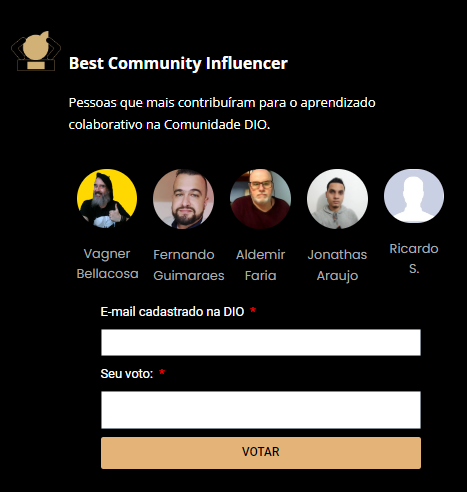 Best Community Influencer
Pessoas que mais contribuíram para o aprendizado
colaborativo na Comunidade DIO.
Vagner
Bellacosa
Fernando
Guimaraes
Aldemir
Faria
Jonathas
Araujo
Ricardo
S.
E-mail cadastrado na DIO *
Seu voto: *
VOTAR